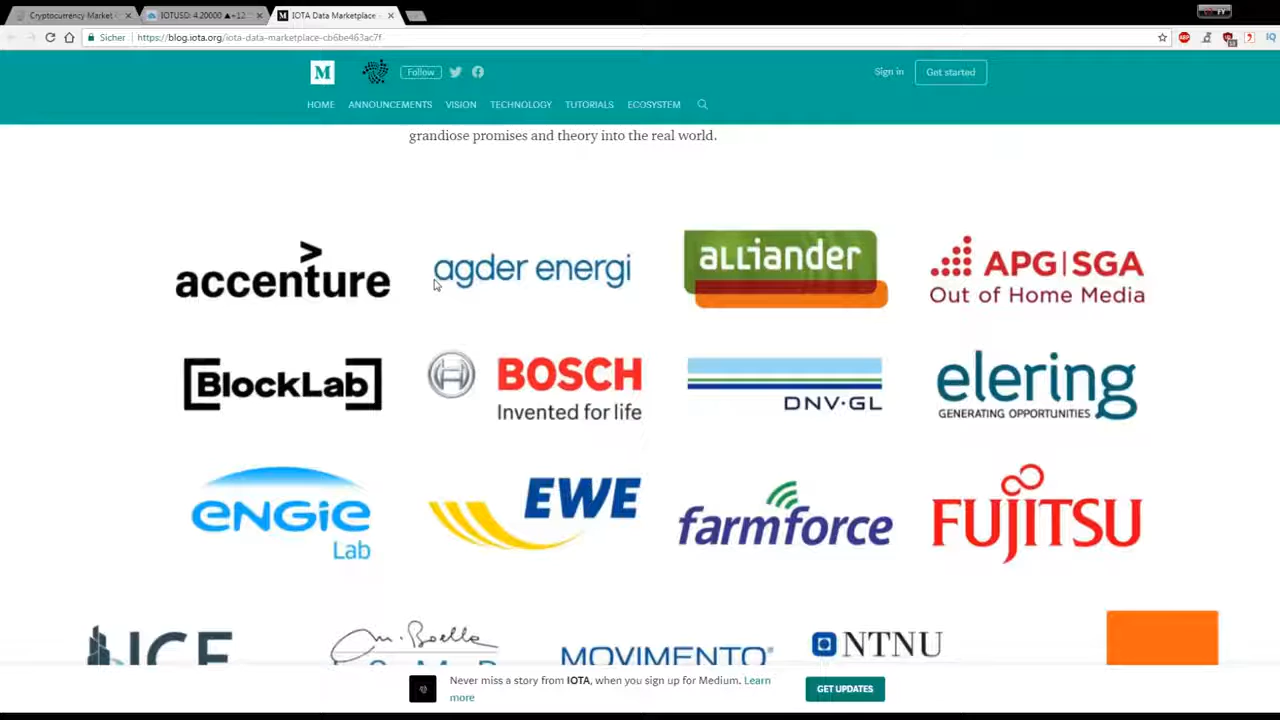 Cryptocurrency Market
IOTUSD: 4.20000 ▲+12
IOTA Data Marketplace -
Sicher
https://blog.iota.org/iota-data-marketplace-cb6be463ac7f
M
Follow
Sign in
Get started
HOME
ANNOUNCEMENTS
VISION
TECHNOLOGY
TUTORIALS
ECOSYSTEM
grandiose promises and theory into the real world.
accenture
agder energi
alliander
APG|SGA
Out of Home Media
BlockLab
BOSCH
Invented for life
DNV·GL
elering
GENERATING OPPORTUNITIES
ENGIE
Lab
EWE
farmforce
FUJITSU
ICE
M. Boella
MOVIMENTO
NTNU
Never miss a story from IOTA, when you sign up for Medium. Learn
more
GET UPDATES